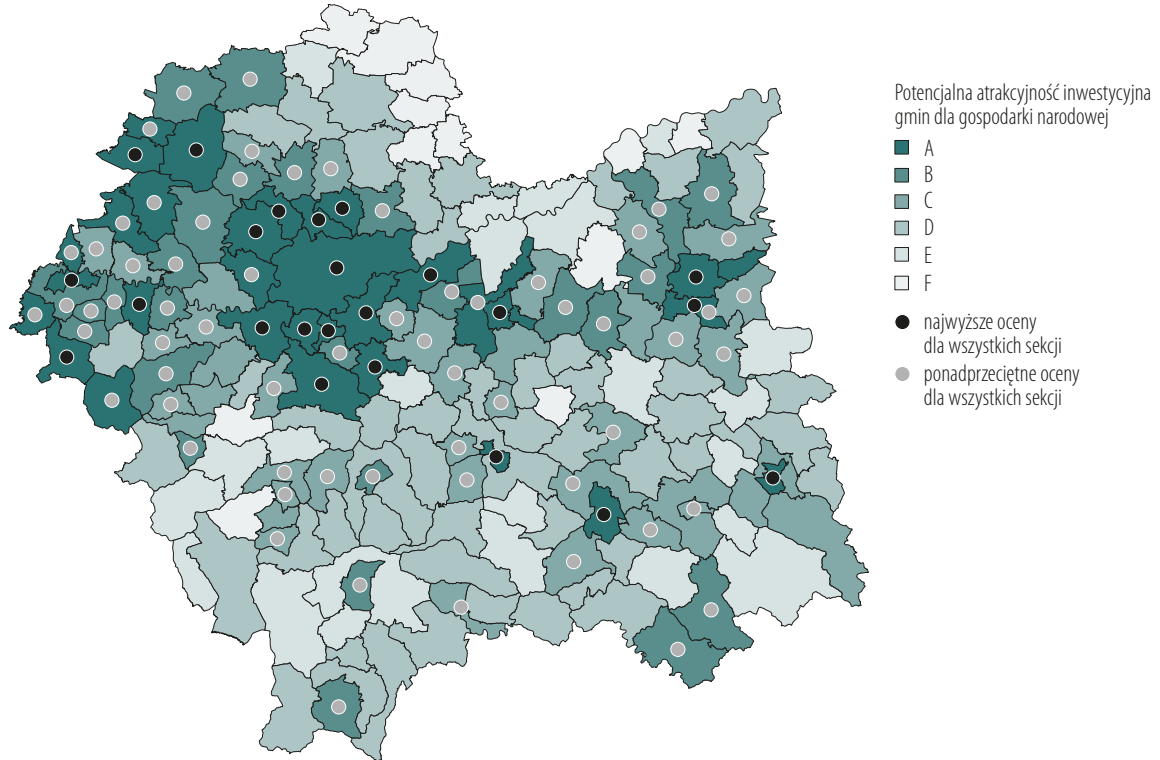 Potencjalna atrakcyjność inwestycyjna
gmin dla gospodarki narodowej
A
B
C
D
E
F
najwyższe oceny
dla wszystkich sekcji
ponadprzeciętne oceny
dla wszystkich sekcji